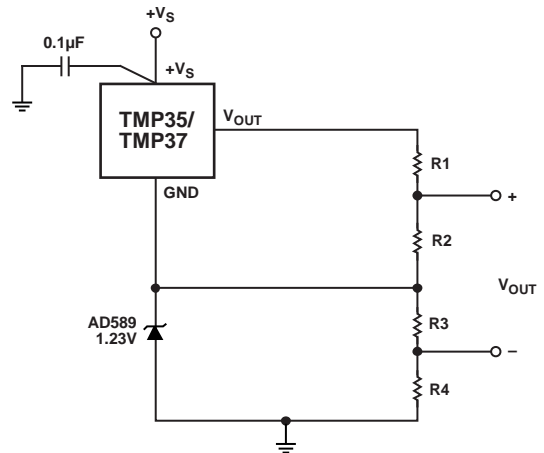 +VS
0.1µF
+VS
TMP35/
TMP37
VOUT
R1
GND
+
R2
VOUT
AD589
1.23V
R3
–
R4